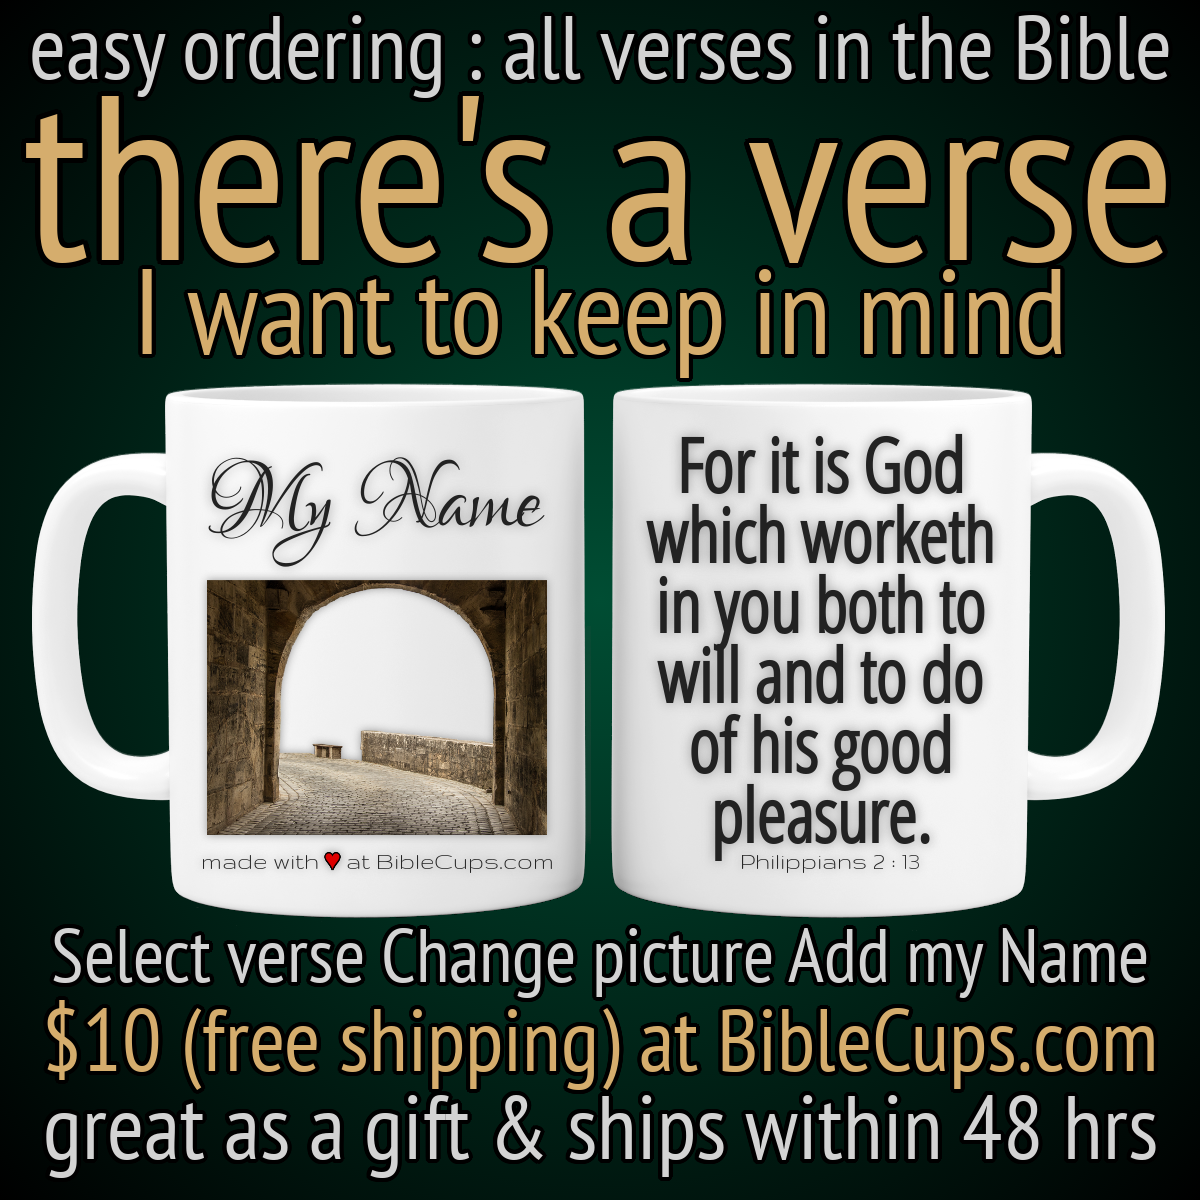 easy ordering : all verses in the Bible
there's a verse
I want to keep in mind
My Name
made with ♥ at BibleCups.com
For it is God
which worketh
in you both to
will and to do
of his good
pleasure.
Philippians 2 : 13
Select verse Change picture Add my Name
$10 (free shipping) at BibleCups.com
great as a gift & ships within 48 hrs